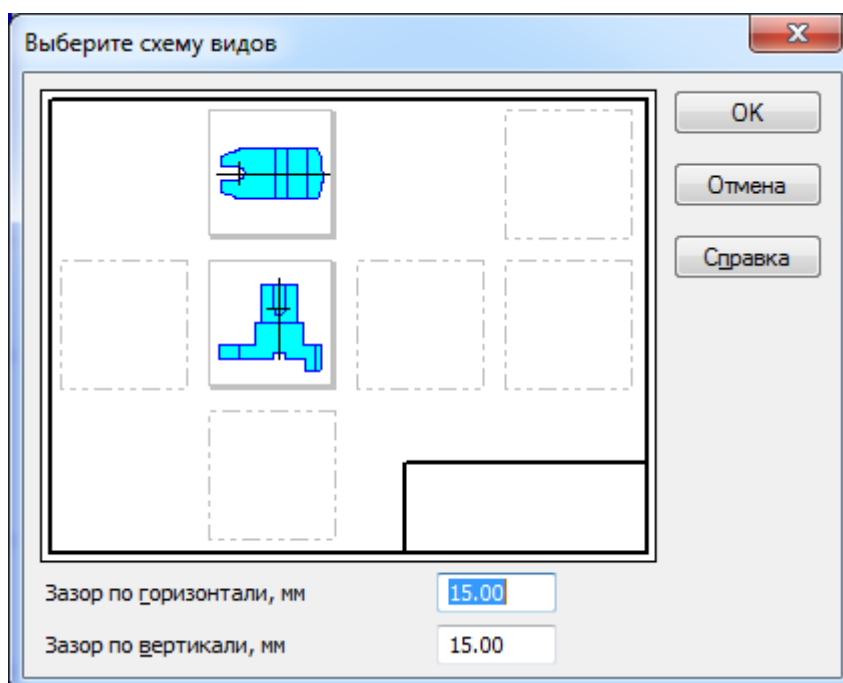 Выберите схему видов
OK
Отмена
Справка
Зазор по горизонтали, мм 15.00
Зазор по вертикали, мм 15.00